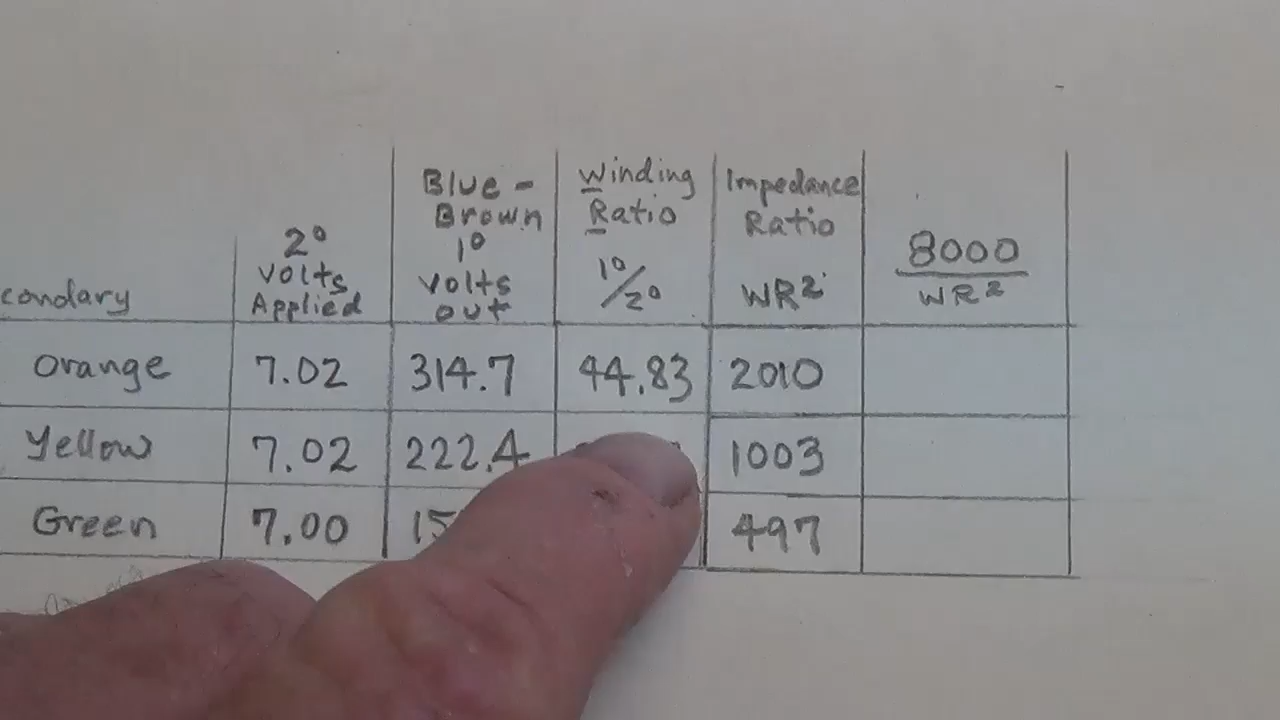 condary
2° volts Applied
Blue - Brown 1° volts out
Winding Ratio 1°/2°
Impedance Ratio WR²
8000 / WR²
Orange 7.02 314.7 44.83 2010
Yellow 7.02 222.4 1003
Green 7.00 15 497